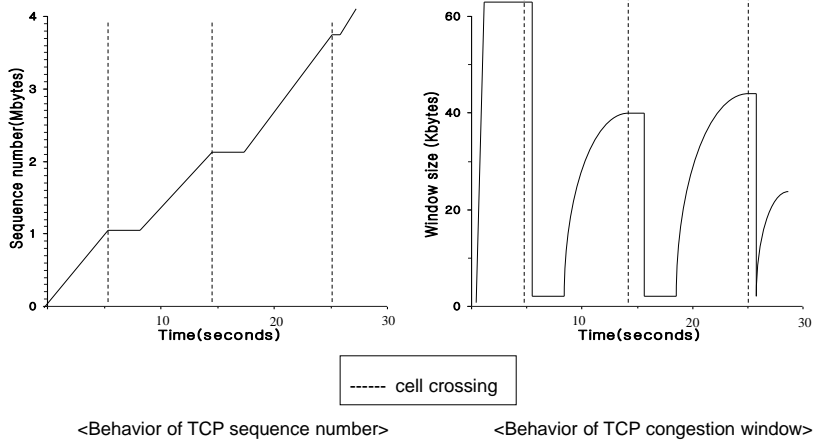 4
3
2
1
0
Sequence number(Mbytes)
10
20
30
Time(seconds)
60
40
20
0
Window size (Kbytes)
10
20
30
Time(seconds)
------ cell crossing
<Behavior of TCP sequence number>
<Behavior of TCP congestion window>